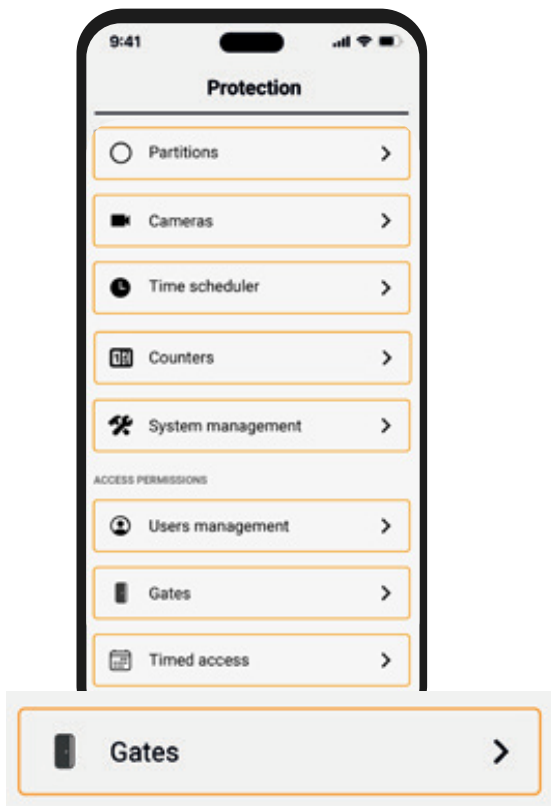 9:41
Protection
Partitions
Cameras
Time scheduler
Counters
System management
ACCESS PERMISSIONS
Users management
Gates
Timed access
Gates